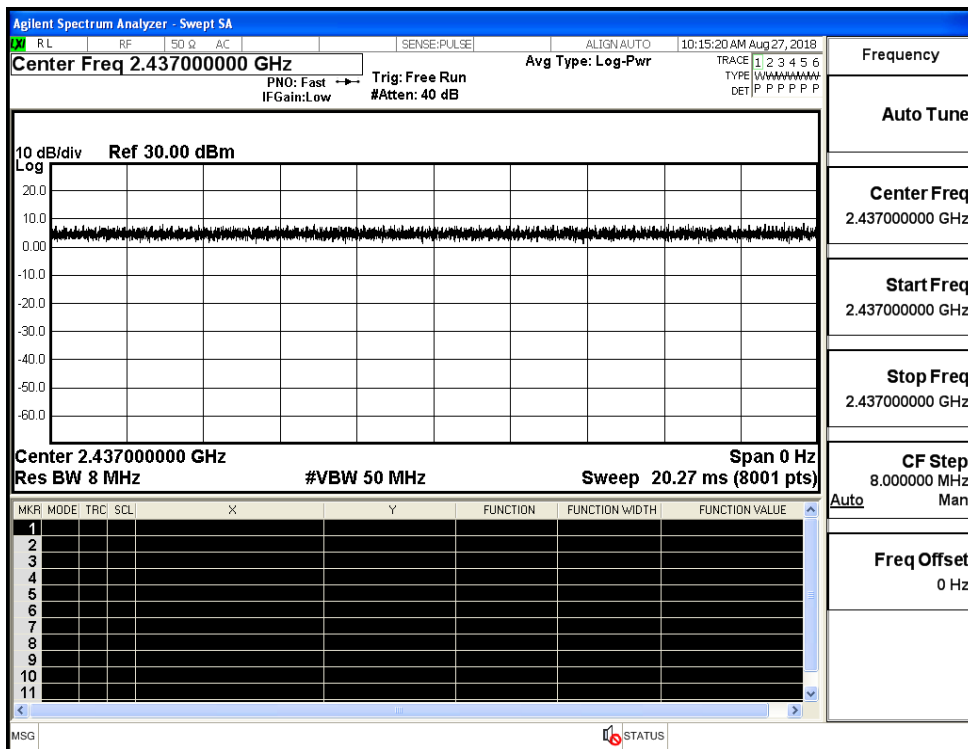 Agilent Spectrum Analyzer - Swept SA
LXI RL RF 50 Ω AC SENSE:PULSE ALIGN AUTO 10:15:20 AM Aug 27, 2018
Center Freq 2.437000000 GHz
PNO: Fast
IFGain:Low
Trig: Free Run
#Atten: 40 dB
Avg Type: Log-Pwr
TRACE 1 2 3 4 5 6
TYPE WWWWWW
DET P P P P P P
10 dB/div Ref 30.00 dBm
Log
20.0
10.0
0.00
-10.0
-20.0
-30.0
-40.0
-50.0
-60.0
Center 2.437000000 GHz Span 0 Hz
Res BW 8 MHz #VBW 50 MHz Sweep 20.27 ms (8001 pts)
MKR MODE TRC SCL X Y FUNCTION FUNCTION WIDTH FUNCTION VALUE
1
2
3
4
5
6
7
8
9
10
11
MSG STATUS
Frequency
Auto Tune
Center Freq
2.437000000 GHz
Start Freq
2.437000000 GHz
Stop Freq
2.437000000 GHz
CF Step
8.000000 MHz
Auto Man
Freq Offset
0 Hz